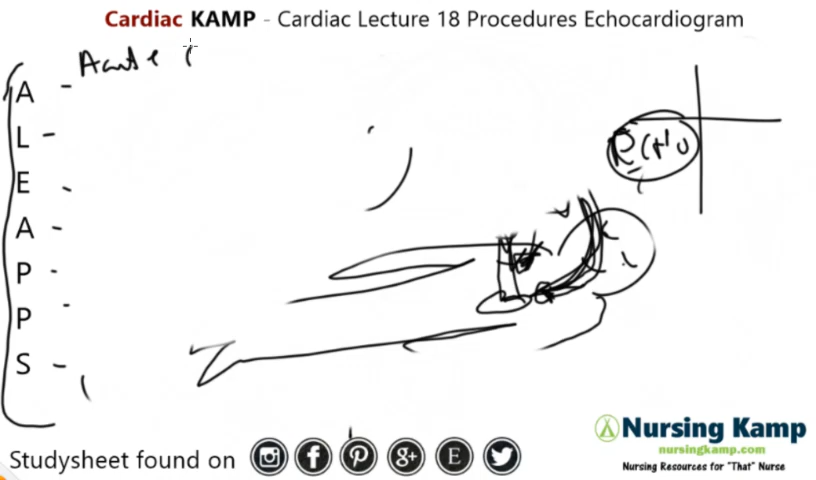 Cardiac KAMP - Cardiac Lecture 18 Procedures Echocardiogram
Acute
A -
L -
E -
A -
P -
P -
S -
Nursing Kamp
nursingkamp.com
Nursing Resources for "That" Nurse
Studysheet found on